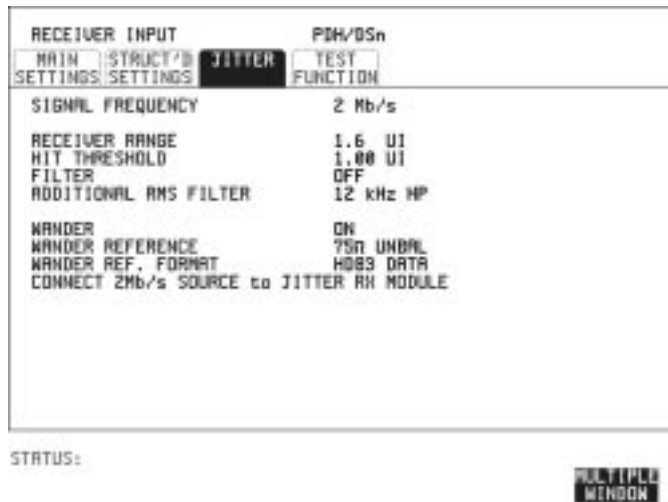 RECEIVER INPUT PDH/DSn
MAIN SETTINGS STRUCT'D SETTINGS JITTER TEST FUNCTION
SIGNAL FREQUENCY 2 Mb/s
RECEIVER RANGE 1.6 UI
HIT THRESHOLD 1.00 UI
FILTER OFF
ADDITIONAL RMS FILTER 12 kHz HP
WANDER ON
WANDER REFERENCE 75Ω UNBAL
WANDER REF. FORMAT HDB3 DATA
CONNECT 2Mb/s SOURCE to JITTER RX MODULE
STATUS:
MULTIPLE
WINDOW